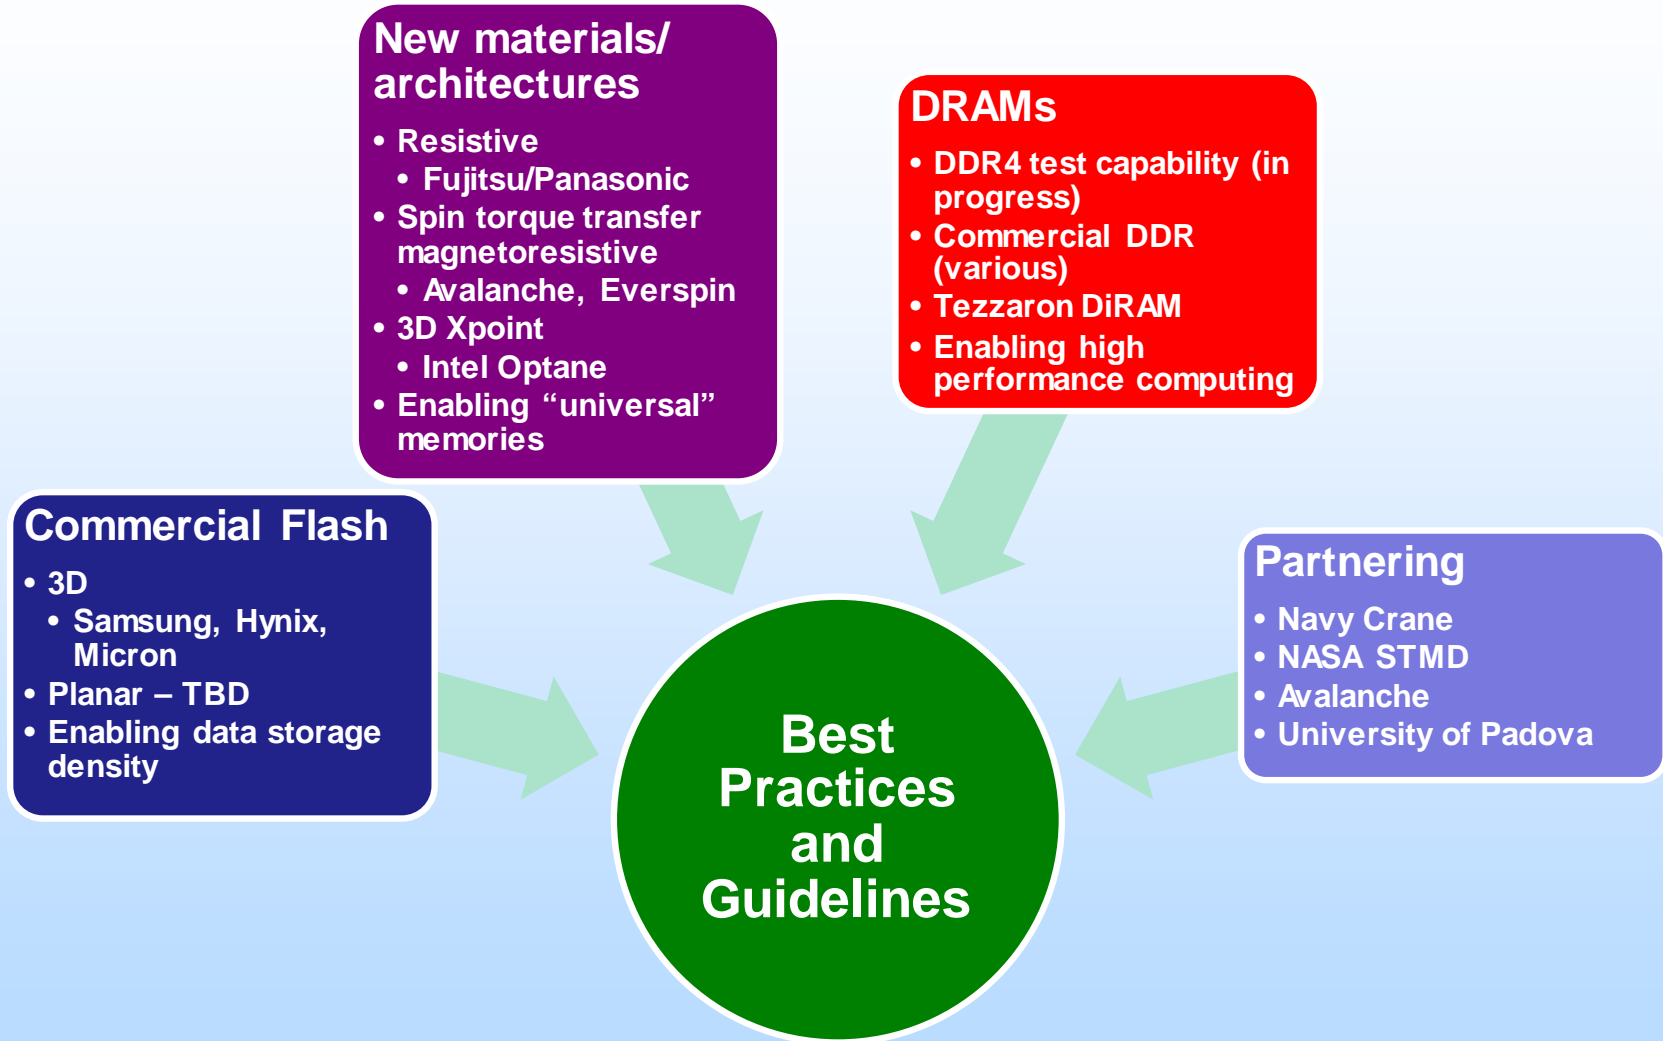 New materials/
architectures
• Resistive
• Fujitsu/Panasonic
• Spin torque transfer
magnetoresistive
• Avalanche, Everspin
• 3D Xpoint
• Intel Optane
• Enabling “universal”
memories
DRAMs
• DDR4 test capability (in
progress)
• Commercial DDR
(various)
• Tezzaron DiRAM
• Enabling high
performance computing
Commercial Flash
• 3D
• Samsung, Hynix,
Micron
• Planar – TBD
• Enabling data storage
density
Partnering
• Navy Crane
• NASA STMD
• Avalanche
• University of Padova
Best
Practices
and
Guidelines